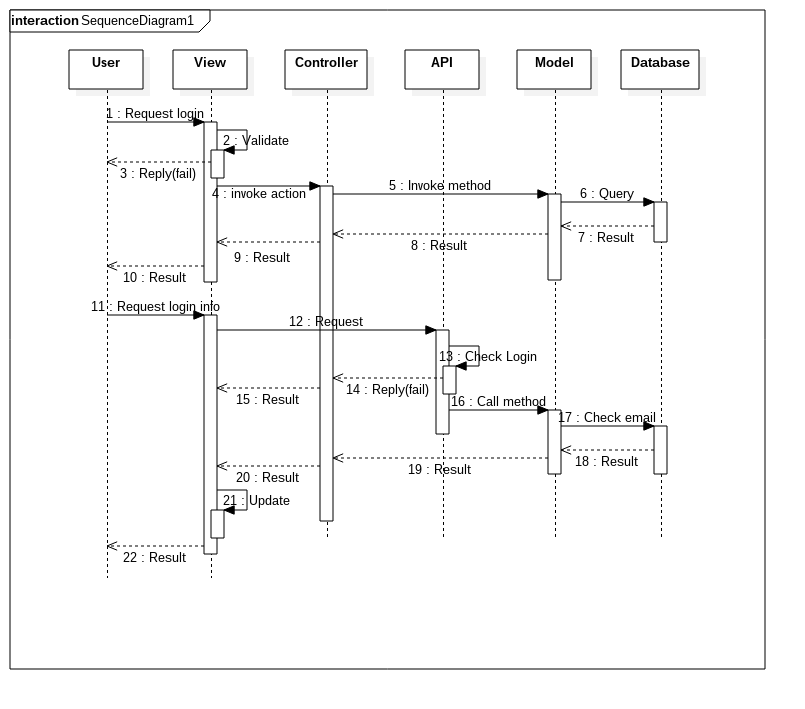 interaction SequenceDiagram1
User View Controller API Model Database
1 : Request login
2 : Validate
3 : Reply(fail)
4 : invoke action
5 : Invoke method
6 : Query
7 : Result
8 : Result
9 : Result
10 : Result
11 : Request login info
12 : Request
13 : Check Login
14 : Reply(fail)
15 : Result
16 : Call method
17 : Check email
18 : Result
19 : Result
20 : Result
21 : Update
22 : Result